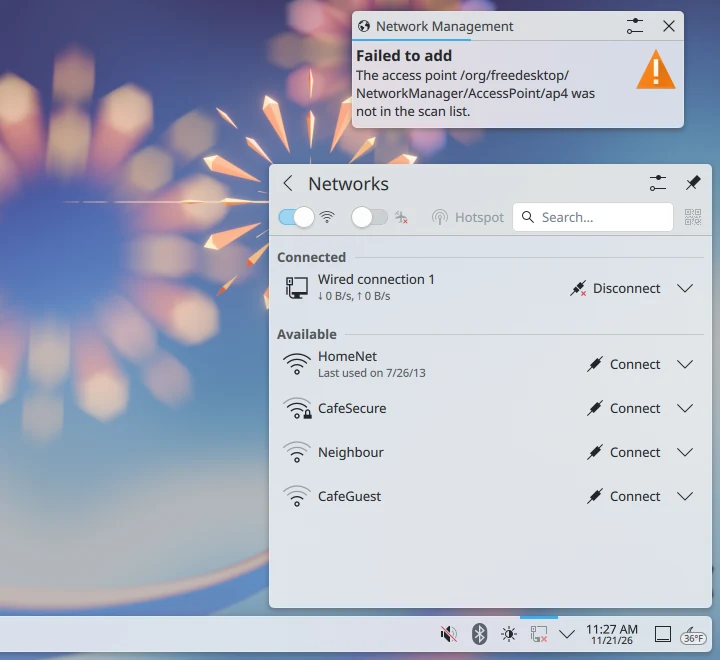 Network Management
Failed to add
The access point /org/freedesktop/
NetworkManager/AccessPoint/ap4 was
not in the scan list.
Networks
Hotspot
Search...
Connected
Wired connection 1
↓ 0 B/s, ↑ 0 B/s
Disconnect
Available
HomeNet
Last used on 7/26/13
Connect
CafeSecure
Connect
Neighbour
Connect
CafeGuest
Connect
11:27 AM
11/21/26
36°F